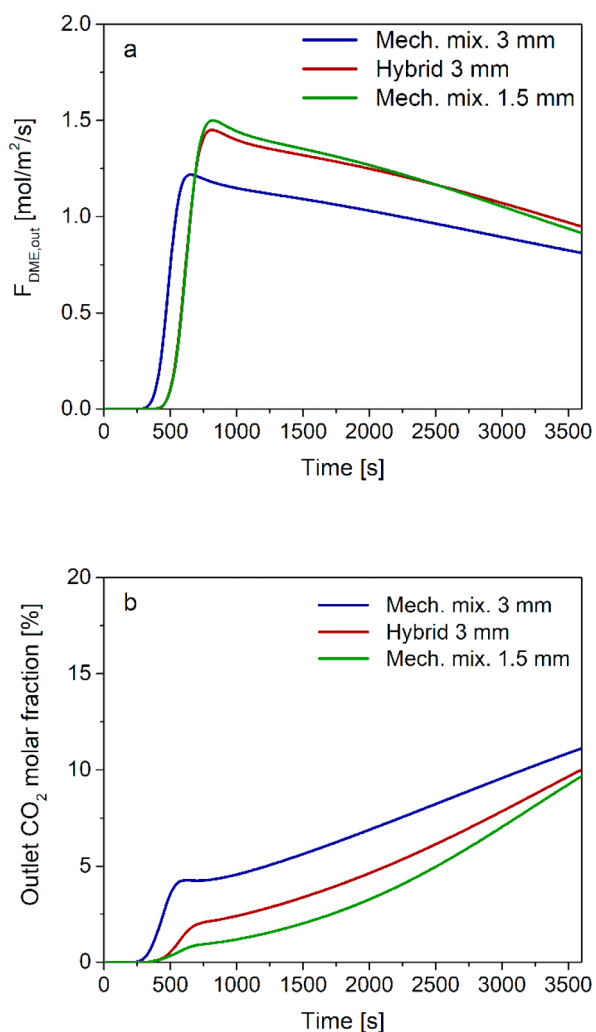 a
Mech. mix. 3 mm
Hybrid 3 mm
Mech. mix. 1.5 mm
F_DME,out [mol/m²/s]
2.0
1.5
1.0
0.5
0.0
0 500 1000 1500 2000 2500 3000 3500
Time [s]
b
Mech. mix. 3 mm
Hybrid 3 mm
Mech. mix. 1.5 mm
Outlet CO₂ molar fraction [%]
20
15
10
5
0
0 500 1000 1500 2000 2500 3000 3500
Time [s]